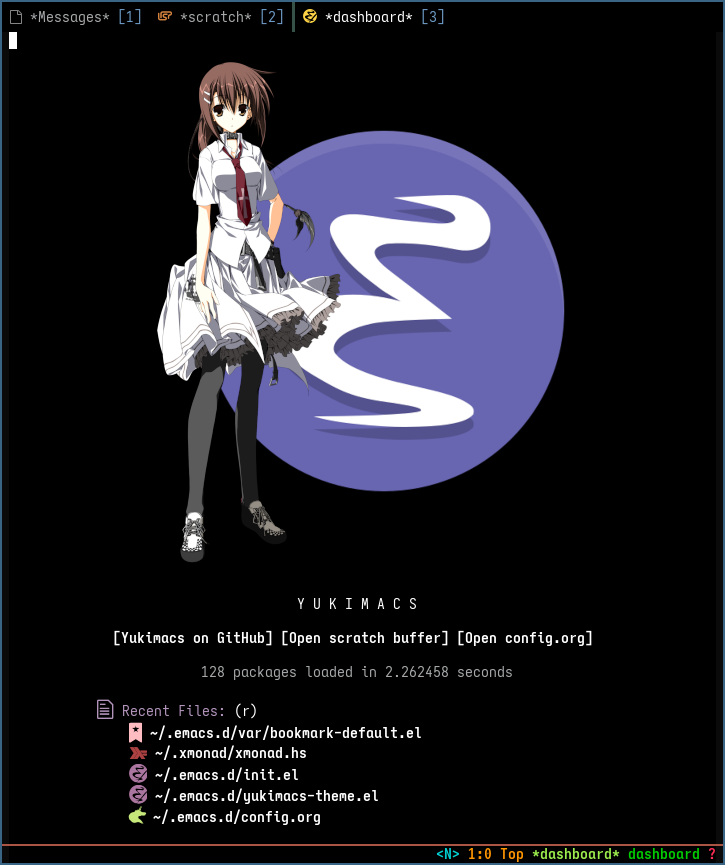 *Messages* [1] *scratch* [2] *dashboard* [3]
Y U K I M A C S
[Yukimacs on GitHub] [Open scratch buffer] [Open config.org]
128 packages loaded in 2.262458 seconds
Recent Files: (r)
~/.emacs.d/var/bookmark-default.el
~/.xmonad/xmonad.hs
~/.emacs.d/init.el
~/.emacs.d/yukimacs-theme.el
~/.emacs.d/config.org
<N> 1:0 Top *dashboard* dashboard ?